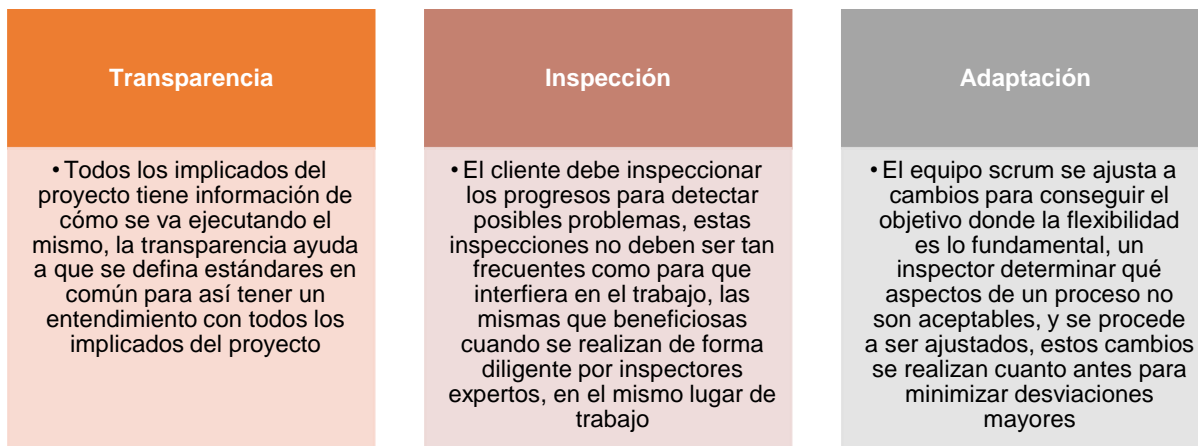 Transparencia
• Todos los implicados del
proyecto tiene información de
cómo se va ejecutando el
mismo, la transparencia ayuda
a que se defina estándares en
común para así tener un
entendimiento con todos los
implicados del proyecto
Inspección
• El cliente debe inspeccionar
los progresos para detectar
posibles problemas, estas
inspecciones no deben ser tan
frecuentes como para que
interfiera en el trabajo, las
mismas que beneficiosas
cuando se realizan de forma
diligente por inspectores
expertos, en el mismo lugar de
trabajo
Adaptación
• El equipo scrum se ajusta a
cambios para conseguir el
objetivo donde la flexibilidad
es lo fundamental, un
inspector determinar qué
aspectos de un proceso no
son aceptables, y se procede
a ser ajustados, estos cambios
se realizan cuanto antes para
minimizar desviaciones
mayores